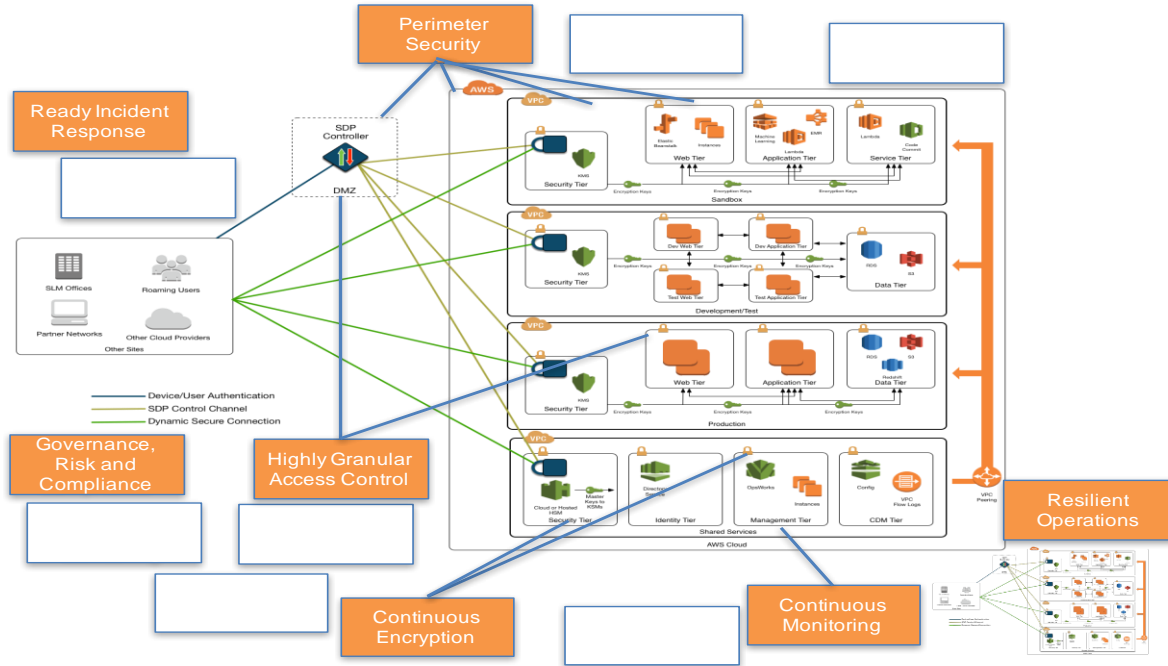 Perimeter
Security
Ready Incident
Response
AWS
SDP
Controller
DMZ
VPC
KMS
Security Tier
Elastic
Beanstalk
Instances
Web Tier
Machine
Learning
Lambda
EMR
Application Tier
Lambda
Code
Commit
Service Tier
Encryption Keys
Encryption Keys
Encryption Keys
Sandbox
VPC
KMS
Security Tier
Dev Web Tier
Dev Application Tier
Encryption Keys
Encryption Keys
Encryption Keys
Test Web Tier
Test Application Tier
RDS
S3
Data Tier
Development/Test
SLM Offices
Roaming Users
Partner Networks
Other Cloud Providers
Other Sites
VPC
KMS
Security Tier
Web Tier
Application Tier
RDS
S3
Redshift
Data Tier
Encryption Keys
Encryption Keys
Encryption Keys
Production
Device/User Authentication
SDP Control Channel
Dynamic Secure Connection
Governance,
Risk and
Compliance
Highly Granular
Access Control
VPC
Cloud or Hosted
HSM
Master
Keys to
KSMs
Security Tier
Directory
Service
Identity Tier
OpsWorks
Instances
Management Tier
Config
VPC
Flow Logs
CDM Tier
Shared Services
AWS Cloud
VPC
Peering
Resilient
Operations
Continuous
Encryption
Continuous
Monitoring